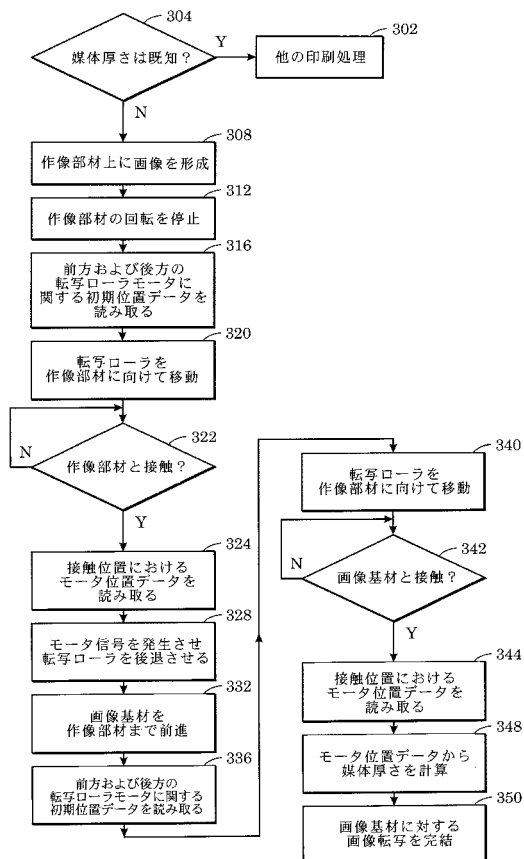 304
媒体厚さは既知？
Y
302
他の印刷処理
N
308
作像部材上に画像を形成
312
作像部材の回転を停止
316
前方および後方の
転写ローラモータに
関する初期位置データを
読み取る
320
転写ローラを
作像部材に向けて移動
322
N
作像部材と接触？
Y
324
接触位置における
モータ位置データを
読み取る
328
モータ信号を発生させ
転写ローラを後退させる
332
画像基材を
作像部材まで前進
336
前方および後方の
転写ローラモータに関する
初期位置データを読み取る
340
転写ローラを
作像部材に向けて移動
342
N
画像基材と接触？
Y
344
接触位置における
モータ位置データを
読み取る
348
モータ位置データから
媒体厚さを計算
350
画像基材に対する
画像転写を完結